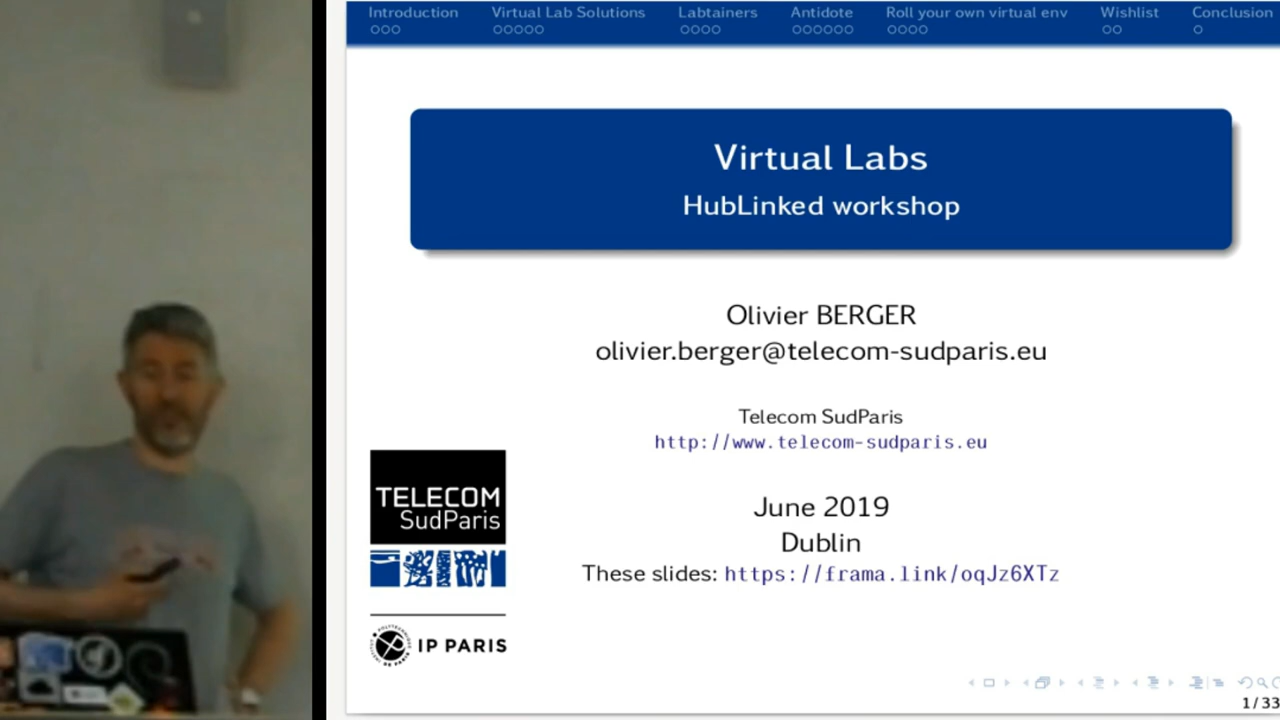 Introduction Virtual Lab Solutions Labtainers Antidote Roll your own virtual env Wishlist Conclusion
Virtual Labs
HubLinked workshop
Olivier BERGER
olivier.berger@telecom-sudparis.eu
Telecom SudParis
http://www.telecom-sudparis.eu
TELECOM
SudParis
June 2019
Dublin
These slides: https://frama.link/oqJz6XTz
IP PARIS
1/33